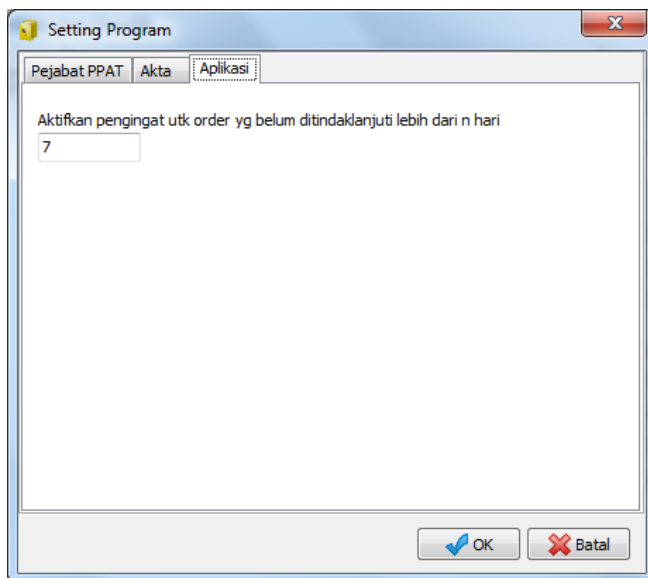 Setting Program
Pejabat PPAT Akta Aplikasi
Aktifkan pengingat utk order yg belum ditindaklanjuti lebih dari n hari
7
OK Batal